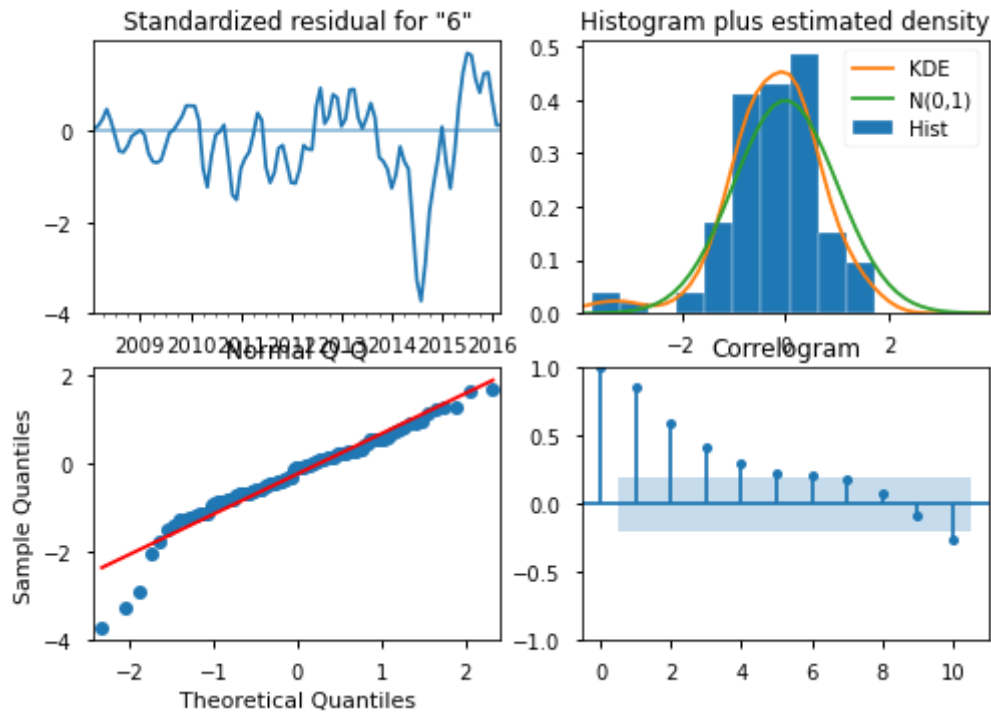 Standardized residual for "6"
0
−2
−4
2009 2010 2011 2012 2013 2014 2015 2016
Histogram plus estimated density
0.5
0.4
0.3
0.2
0.1
0.0
KDE
N(0,1)
Hist
−2 0 2
Normal Q-Q
2
0
−2
−4
Sample Quantiles
−2 −1 0 1 2
Theoretical Quantiles
Correlogram
1.0
0.5
0.0
−0.5
−1.0
0 2 4 6 8 10